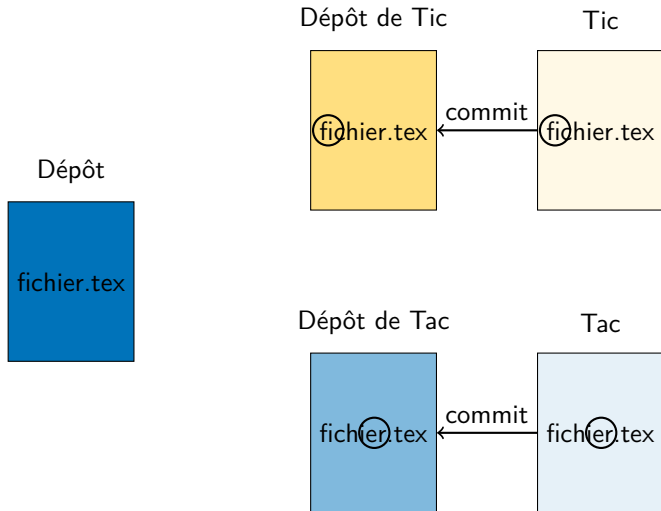 Dépôt de Tic
Tic
fichier.tex
commit
fichier.tex
Dépôt
fichier.tex
Dépôt de Tac
Tac
fichier.tex
commit
fichier.tex